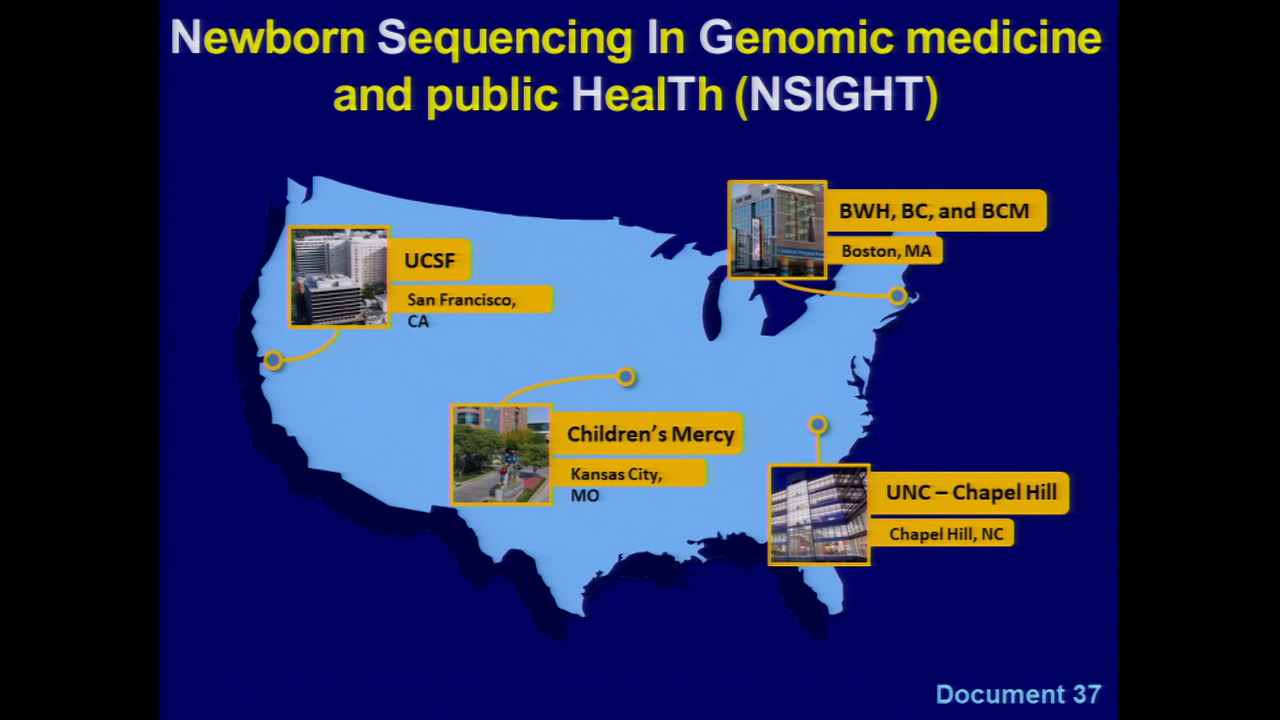 Newborn Sequencing In Genomic medicine
and public HealTh (NSIGHT)
BWH, BC, and BCM
Boston, MA
UCSF
San Francisco,
CA
Children's Mercy
Kansas City,
MO
UNC – Chapel Hill
Chapel Hill, NC
Document 37